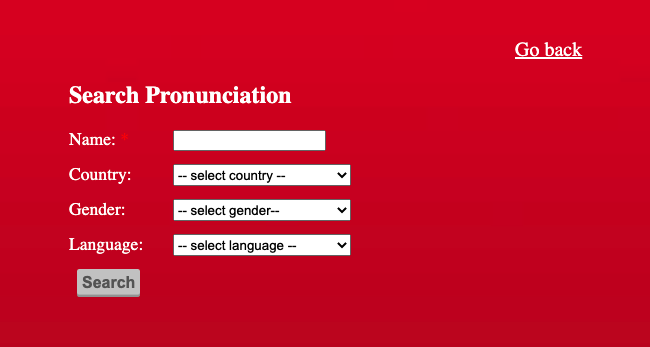 Go back
Search Pronunciation
Name: *
Country: -- select country --
Gender: -- select gender--
Language: -- select language --
Search